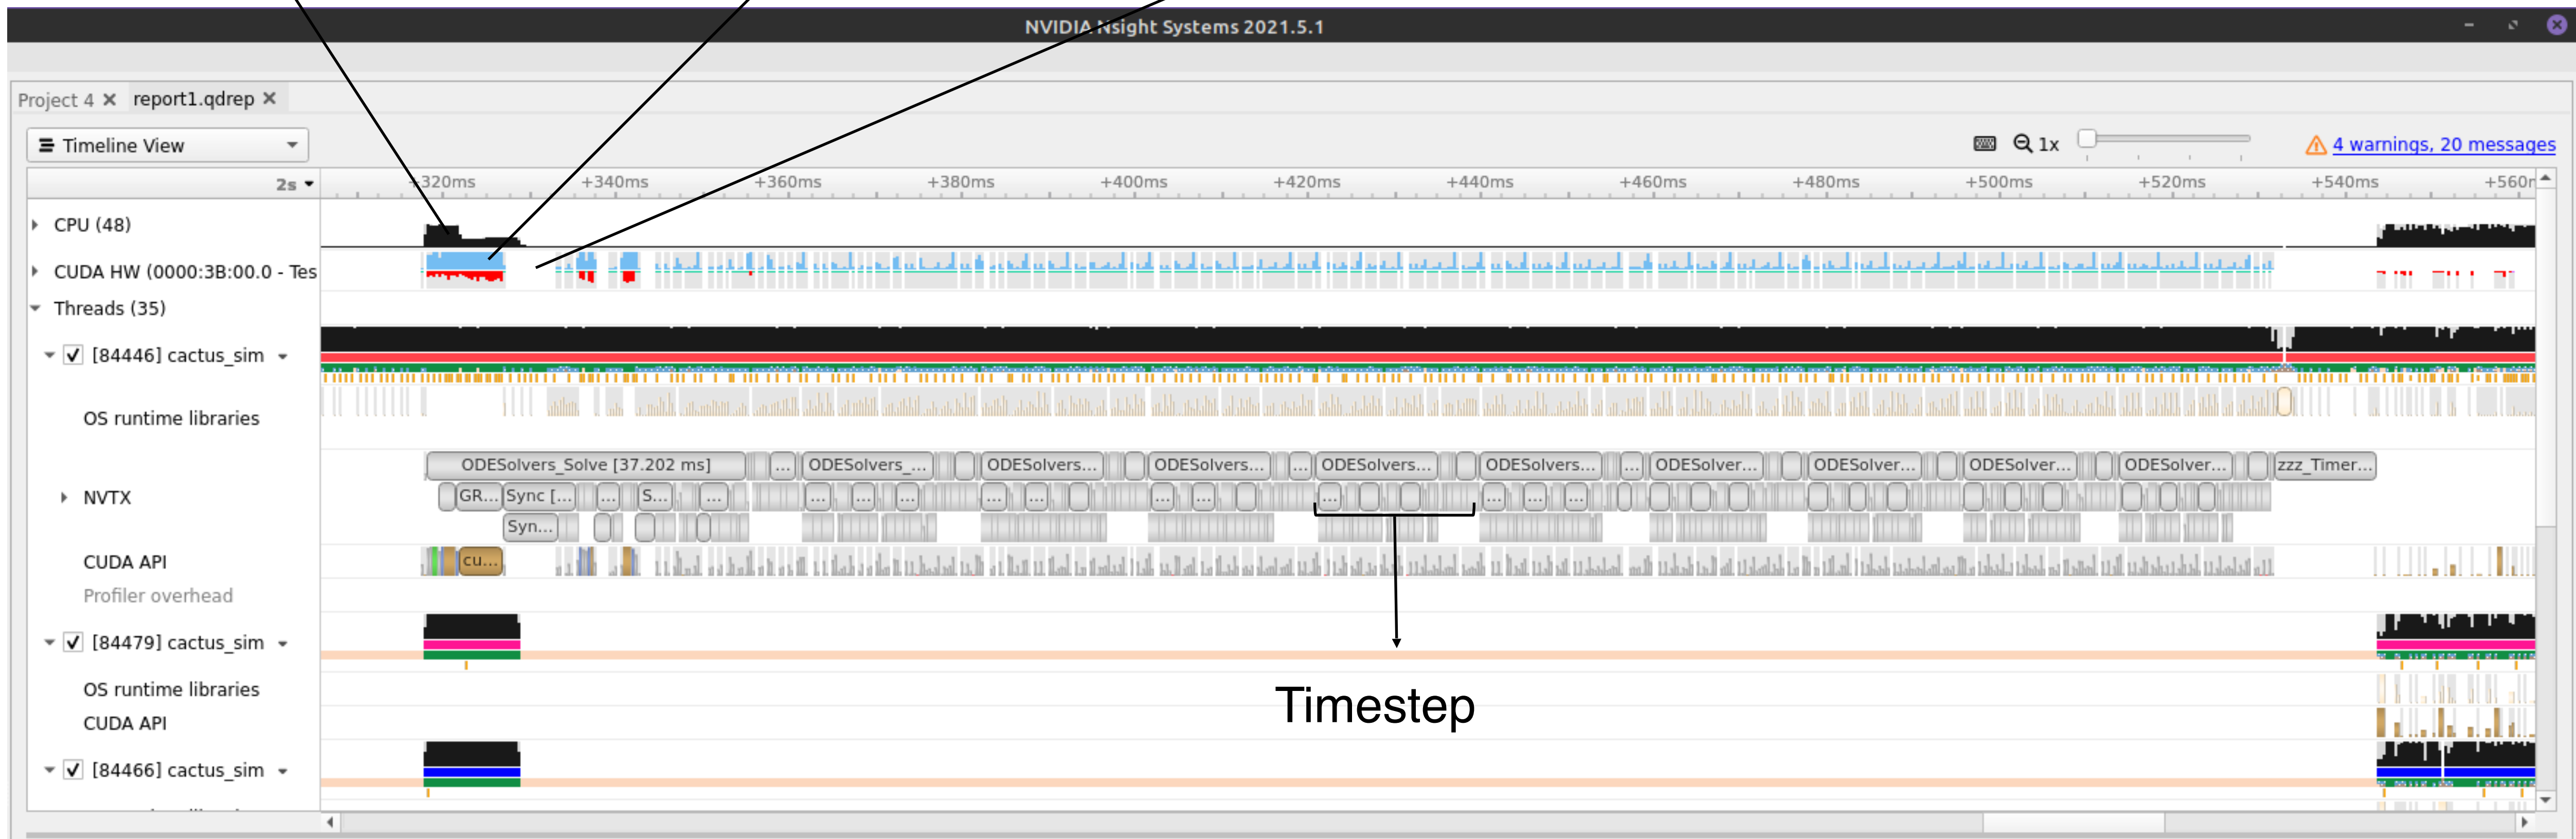 NVIDIA Nsight Systems 2021.5.1
Project 4 report1.qdrep
Timeline View 1x 4 warnings, 20 messages
2s +320ms +340ms +360ms +380ms +400ms +420ms +440ms +460ms +480ms +500ms +520ms +540ms
CPU (48)
CUDA HW (0000:3B:00.0 - Tes
Threads (35)
[84446] cactus_sim
OS runtime libraries
ODESolvers_Solve [37.202 ms] ... ODESolvers_... ODESolvers... ODESolvers... ... ODESolvers... ODESolvers... ... ODESolver... ODESolver... ODESolver... ODESolver... zzz_Timer...
NVTX GR... Sync [... ... S... ... ... ... ... ... ... ... ... ... ... ... ...
Syn...
CUDA API cu...
Profiler overhead
[84479] cactus_sim
OS runtime libraries
Timestep
CUDA API
[84466] cactus_sim